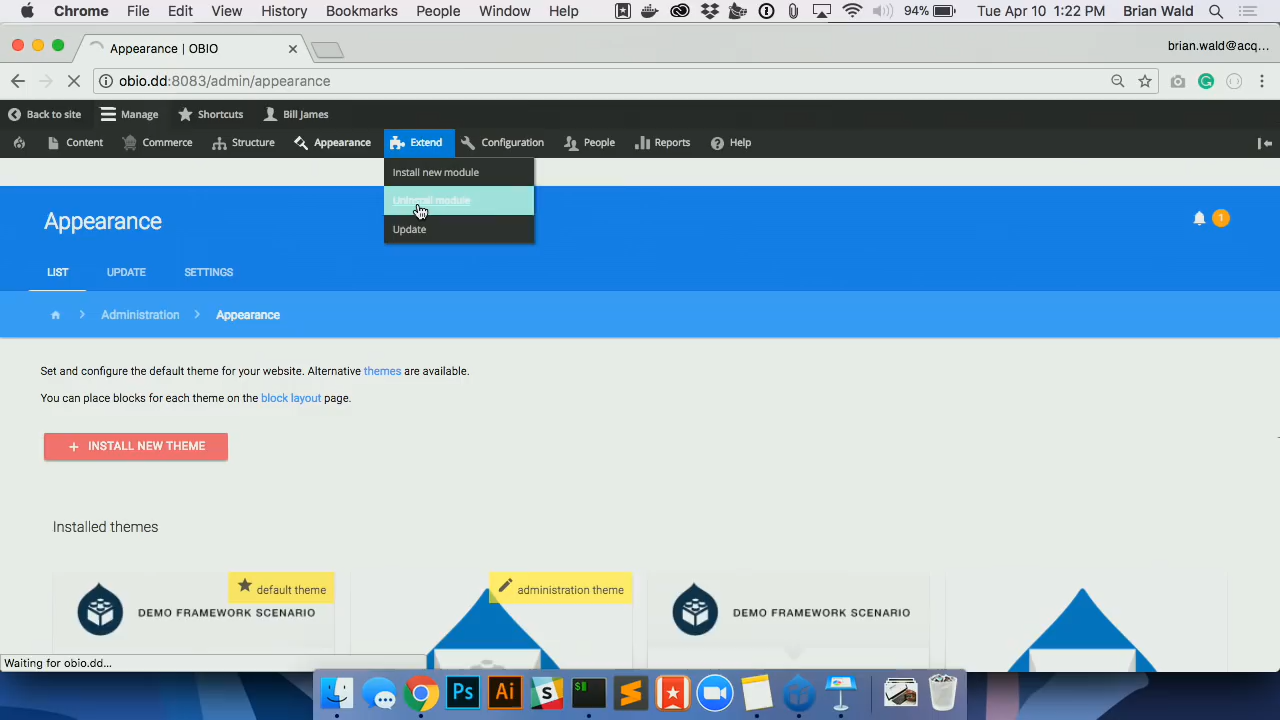 Chrome File Edit View History Bookmarks People Window Help 94% Tue Apr 10 1:22 PM Brian Wald
Appearance | OBIO
brian.wald@acq...
obio.dd:8083/admin/appearance
Back to site Manage Shortcuts Bill James
Content Commerce Structure Appearance Extend Configuration People Reports Help
Install new module
Uninstall module
Update
Appearance
1
LIST UPDATE SETTINGS
Administration Appearance
Set and configure the default theme for your website. Alternative themes are available.
You can place blocks for each theme on the block layout page.
+ INSTALL NEW THEME
Installed themes
default theme
administration theme
DEMO FRAMEWORK SCENARIO
DEMO FRAMEWORK SCENARIO
Waiting for obio.dd...
Ps Ai S $